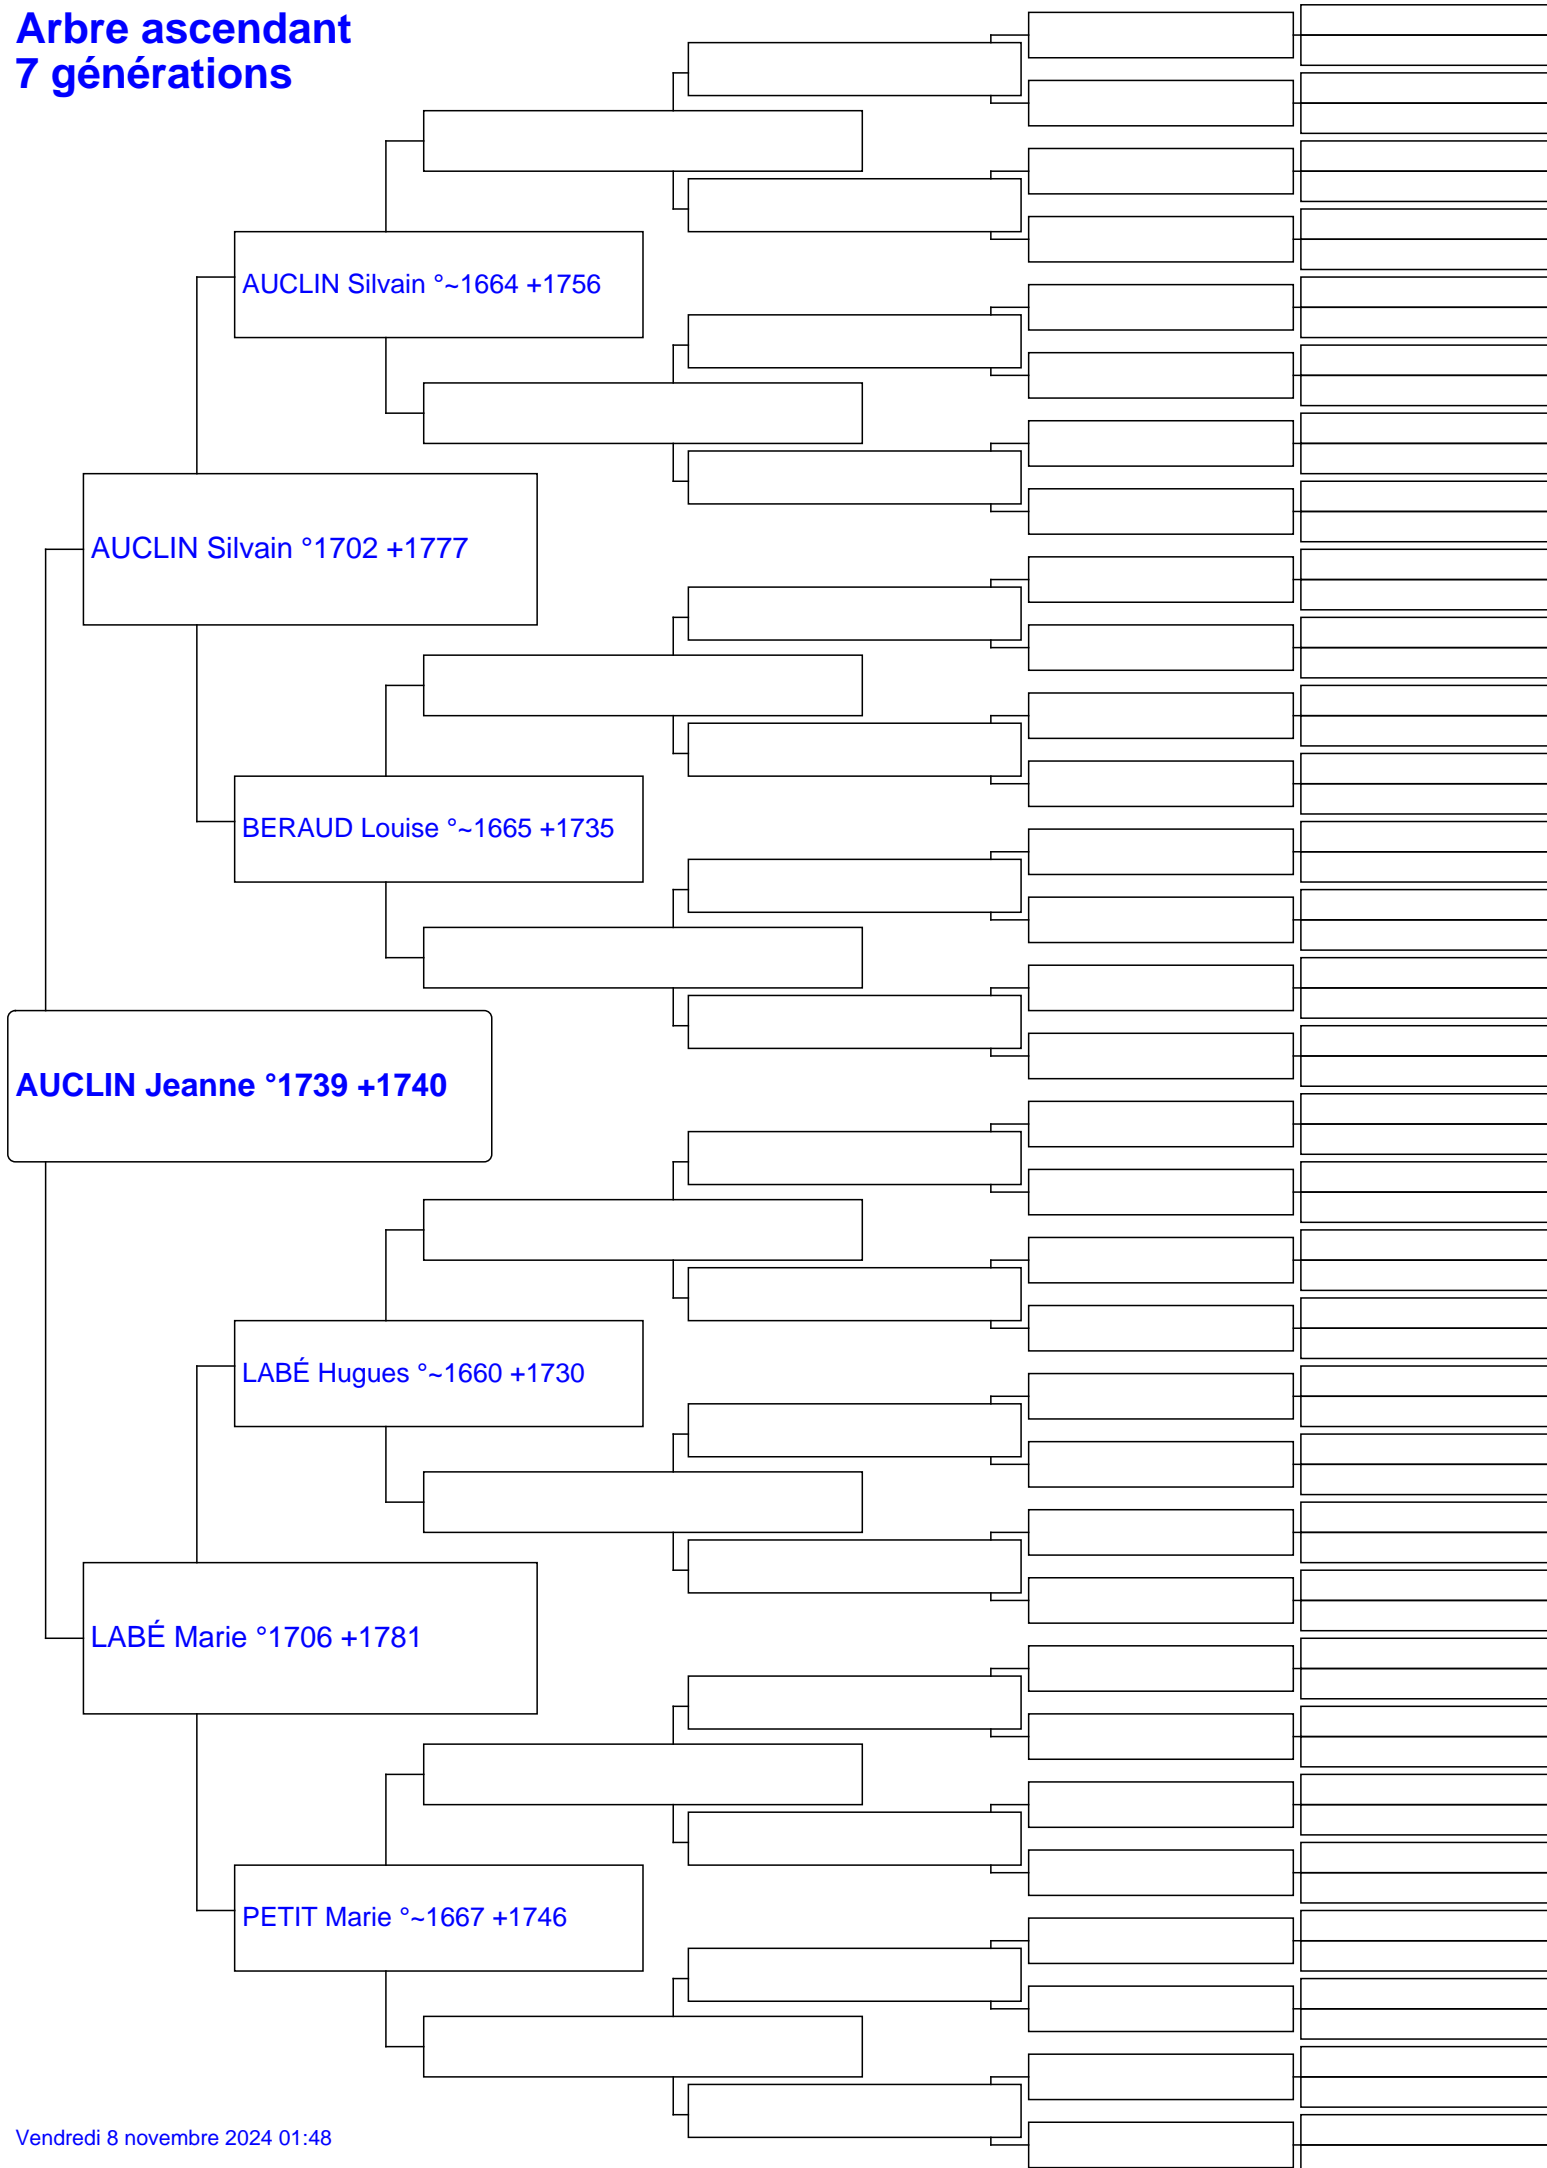 Arbre ascendant
7 générations
AUCLIN Silvain °~1664 +1756
AUCLIN Silvain °1702 +1777
BERAUD Louise °~1665 +1735
AUCLIN Jeanne °1739 +1740
LABÉ Hugues °~1660 +1730
LABÉ Marie °1706 +1781
PETIT Marie °~1667 +1746
Vendredi 8 novembre 2024 01:48